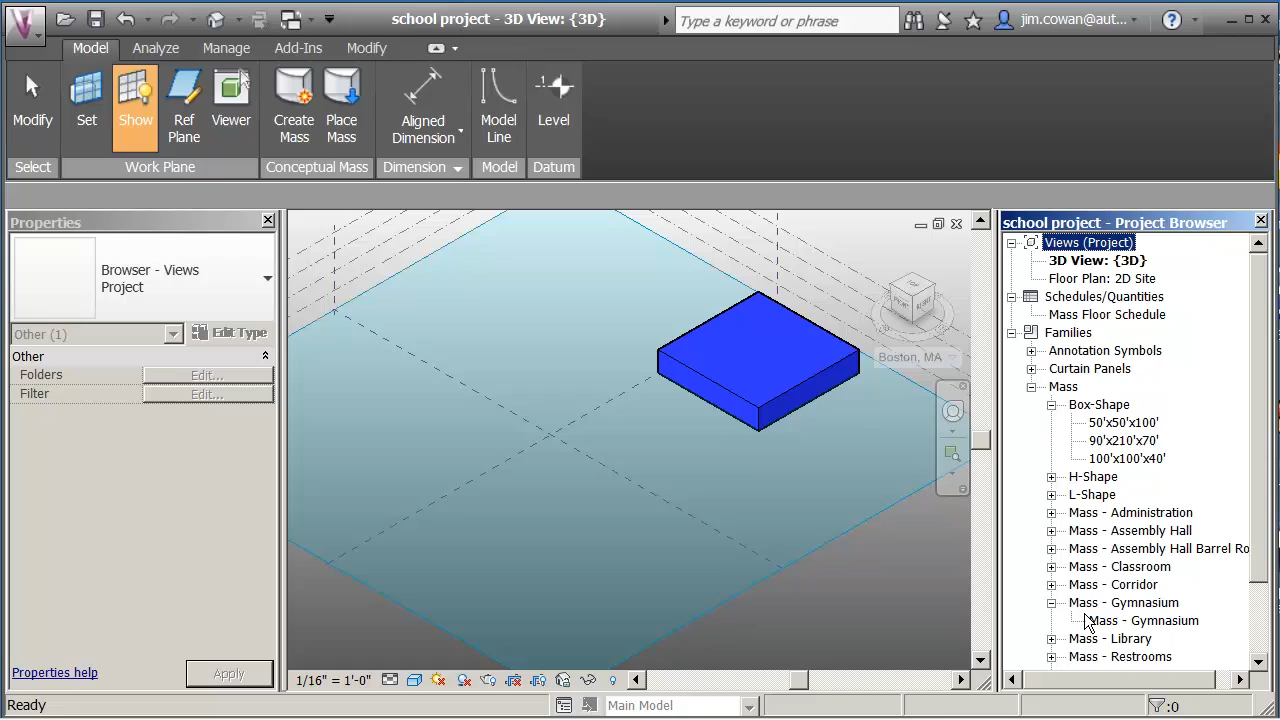 school project - 3D View: {3D}
Type a keyword or phrase
jim.cowan@aut...
Model
Analyze
Manage
Add-Ins
Modify
Modify
Set
Show
Ref
Plane
Viewer
Create
Mass
Place
Mass
Aligned
Dimension
Model
Line
Level
Select
Work Plane
Conceptual Mass
Dimension
Model
Datum
Properties
Browser - Views
Project
Other (1)
Edit Type
Other
Folders
Edit...
Filter
Edit...
Properties help
Apply
Boston, MA
1/16" = 1'-0"
school project - Project Browser
Views (Project)
3D View: {3D}
Floor Plan: 2D Site
Schedules/Quantities
Mass Floor Schedule
Families
Annotation Symbols
Curtain Panels
Mass
Box-Shape
50'x50'x100'
90'x210'x70'
100'x100'x40'
H-Shape
L-Shape
Mass - Administration
Mass - Assembly Hall
Mass - Assembly Hall Barrel Ro
Mass - Classroom
Mass - Corridor
Mass - Gymnasium
Mass - Gymnasium
Mass - Library
Mass - Restrooms
Ready
Main Model
:0